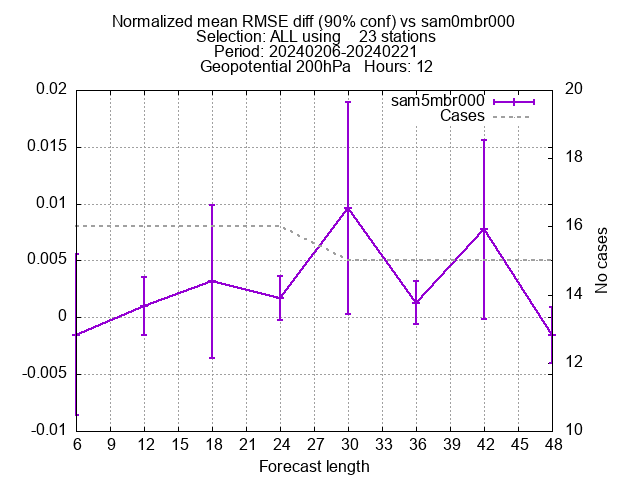 Normalized mean RMSE diff (90% conf) vs sam0mbr000
Selection: ALL using    23 stations
Period: 20240206-20240221
Geopotential 200hPa   Hours: 12
sam5mbr000
Cases
0.02
0.015
0.01
0.005
0
-0.005
-0.01
20
18
16
14
12
10
No cases
6 9 12 15 18 21 24 27 30 33 36 39 42 45 48
Forecast length